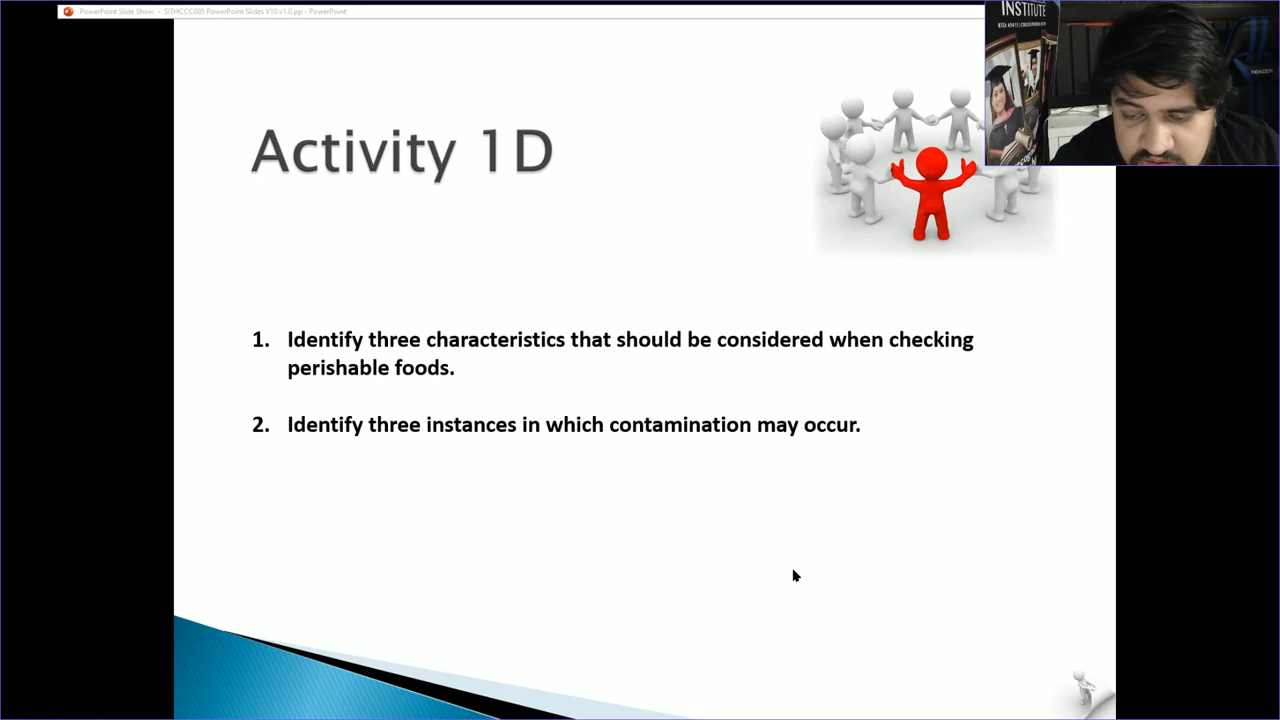 PowerPoint Slide Show - SITHCCC005 PowerPoint Slides V10.v1.0.pp - PowerPoint
INSTITUTE
Activity 1D
1. Identify three characteristics that should be considered when checking
perishable foods.
2. Identify three instances in which contamination may occur.